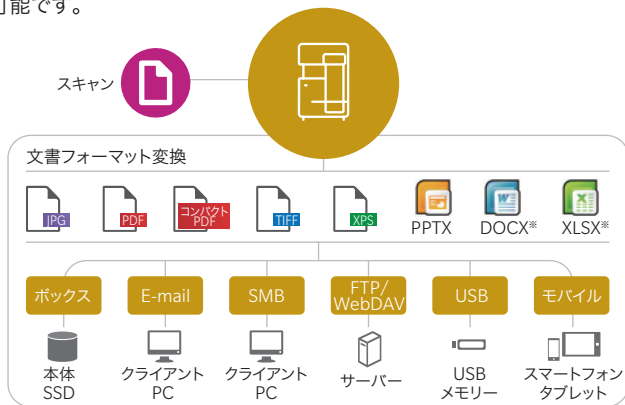 可能です。
スキャン
文書フォーマット変換
JPG
PDF
コンパクト
PDF
TIFF
XPS
PPTX
DOCX※
XLSX※
ボックス
E-mail
SMB
FTP/
WebDAV
USB
モバイル
本体
SSD
クライアント
PC
クライアント
PC
サーバー
USB
メモリー
スマートフォン
タブレット